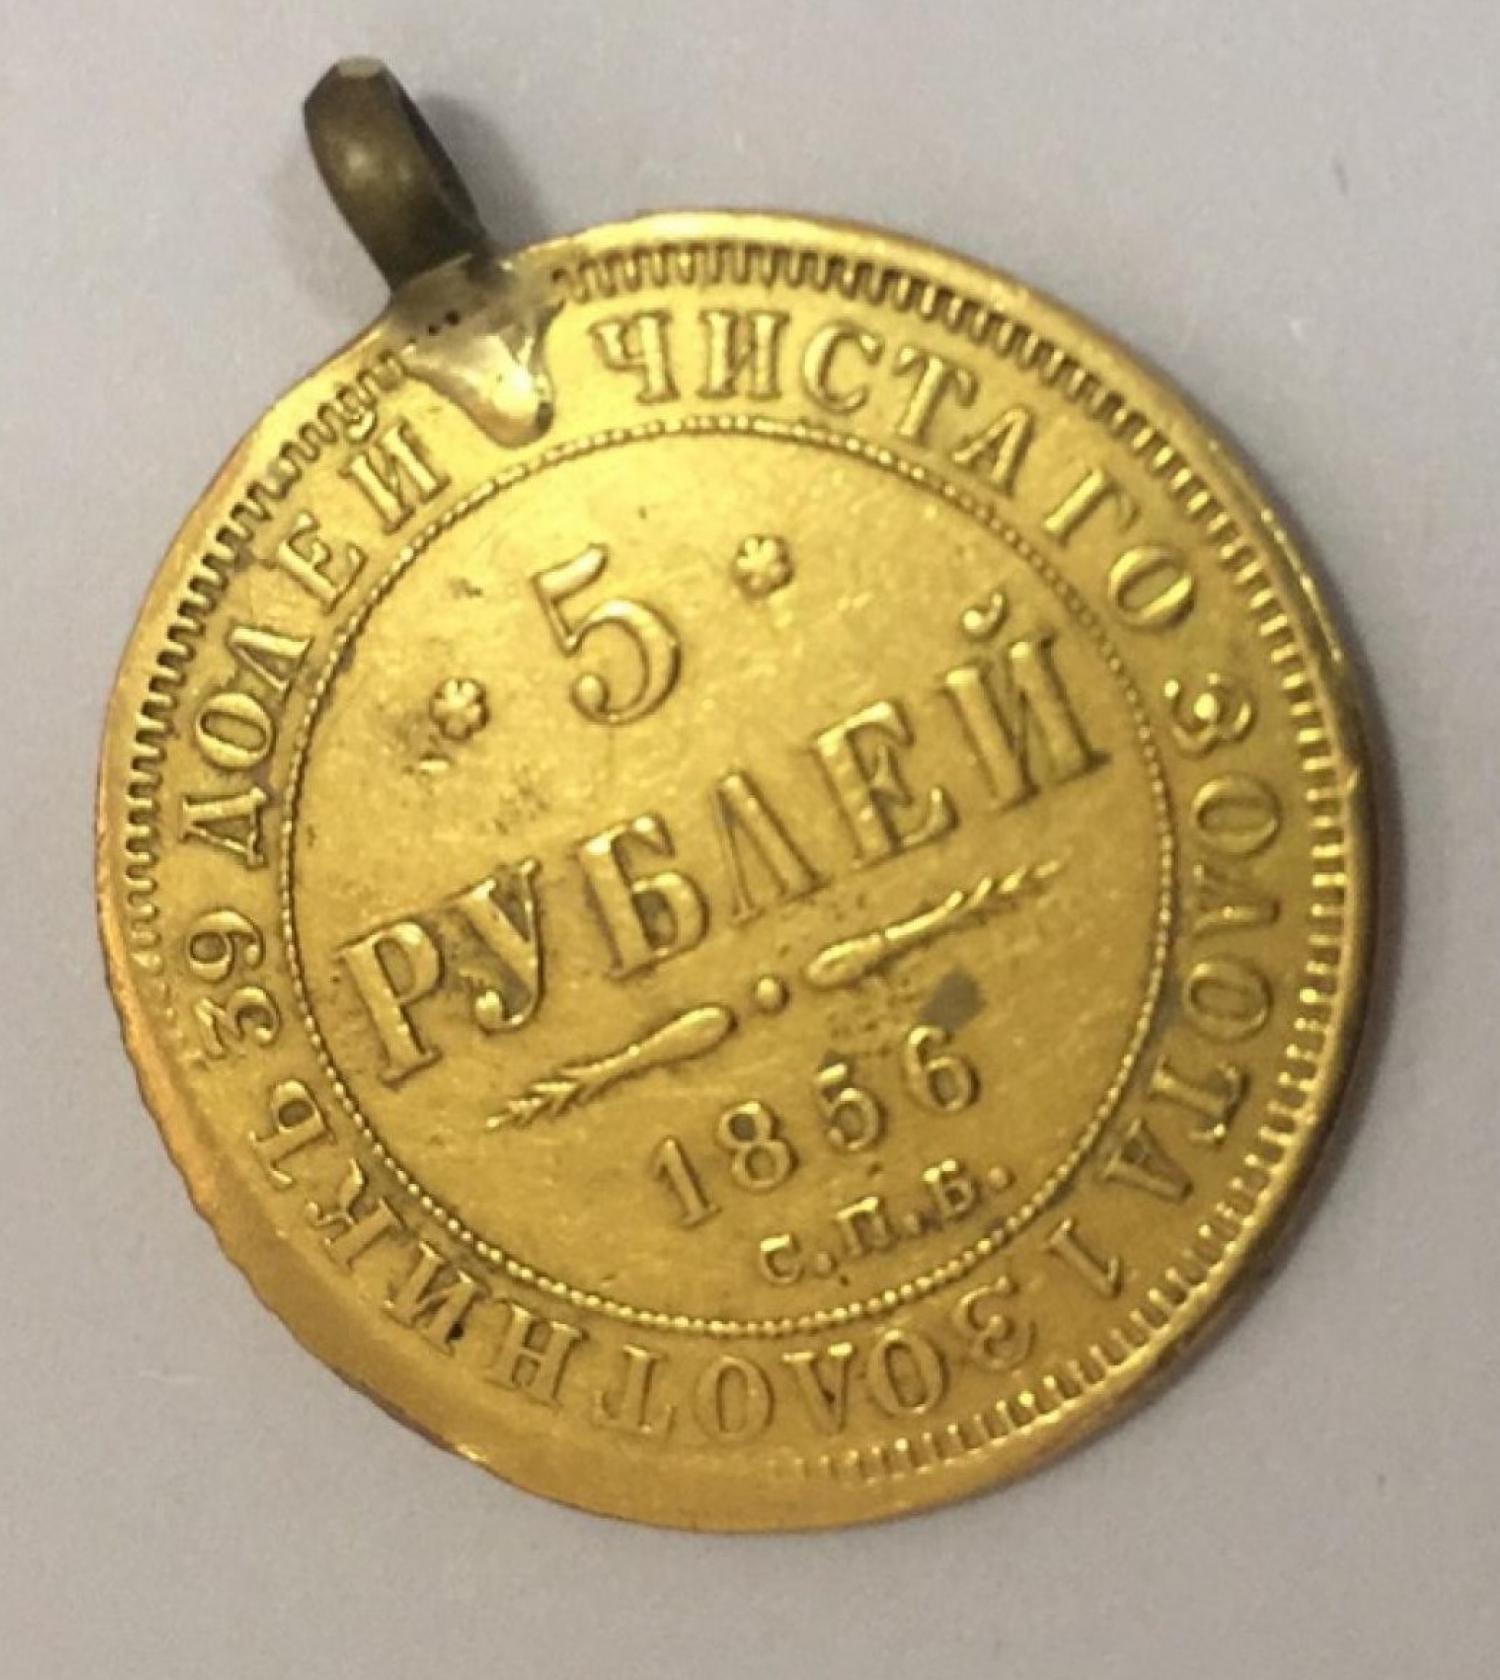 5
РУБЛЕЙ
1856
С.П.Б.
ЧИСТАГО ЗОЛОТА 1 ЗОЛОТНИКЪ 39 ДОЛЕЙ